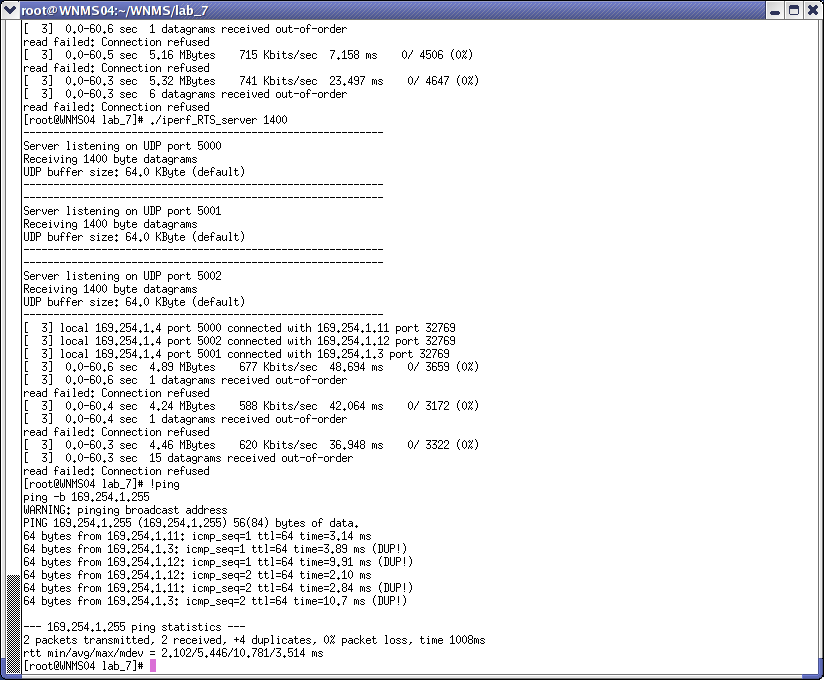 root@WNMS04:~/WNMS/lab_7
[  3]  0.0-60.6 sec  1 datagrams received out-of-order
read failed: Connection refused
[  3]  0.0-60.5 sec  5.16 MBytes    715 Kbits/sec  7.158 ms    0/ 4506 (0%)
read failed: Connection refused
[  3]  0.0-60.3 sec  5.32 MBytes    741 Kbits/sec  23.497 ms    0/ 4647 (0%)
[  3]  0.0-60.3 sec  6 datagrams received out-of-order
read failed: Connection refused
[root@WNMS04 lab_7]# ./iperf_RTS_server 1400
------------------------------------------------------------
Server listening on UDP port 5000
Receiving 1400 byte datagrams
UDP buffer size: 64.0 KByte (default)
------------------------------------------------------------
------------------------------------------------------------
Server listening on UDP port 5001
Receiving 1400 byte datagrams
UDP buffer size: 64.0 KByte (default)
------------------------------------------------------------
------------------------------------------------------------
Server listening on UDP port 5002
Receiving 1400 byte datagrams
UDP buffer size: 64.0 KByte (default)
------------------------------------------------------------
[  3] local 169.254.1.4 port 5000 connected with 169.254.1.11 port 32769
[  3] local 169.254.1.4 port 5002 connected with 169.254.1.12 port 32769
[  3] local 169.254.1.4 port 5001 connected with 169.254.1.3 port 32769
[  3]  0.0-60.6 sec  4.89 MBytes    677 Kbits/sec  48.694 ms    0/ 3659 (0%)
[  3]  0.0-60.6 sec  1 datagrams received out-of-order
read failed: Connection refused
[  3]  0.0-60.4 sec  4.24 MBytes    588 Kbits/sec  42.064 ms    0/ 3172 (0%)
[  3]  0.0-60.4 sec  1 datagrams received out-of-order
read failed: Connection refused
[  3]  0.0-60.3 sec  4.46 MBytes    620 Kbits/sec  36.948 ms    0/ 3322 (0%)
[  3]  0.0-60.3 sec  15 datagrams received out-of-order
read failed: Connection refused
[root@WNMS04 lab_7]# !ping
ping -b 169.254.1.255
WARNING: pinging broadcast address
PING 169.254.1.255 (169.254.1.255) 56(84) bytes of data.
64 bytes from 169.254.1.11: icmp_seq=1 ttl=64 time=3.14 ms
64 bytes from 169.254.1.3: icmp_seq=1 ttl=64 time=3.89 ms (DUP!)
64 bytes from 169.254.1.12: icmp_seq=1 ttl=64 time=9.91 ms (DUP!)
64 bytes from 169.254.1.12: icmp_seq=2 ttl=64 time=2.10 ms
64 bytes from 169.254.1.11: icmp_seq=2 ttl=64 time=2.84 ms (DUP!)
64 bytes from 169.254.1.3: icmp_seq=2 ttl=64 time=10.7 ms (DUP!)
--- 169.254.1.255 ping statistics ---
2 packets transmitted, 2 received, +4 duplicates, 0% packet loss, time 1008ms
rtt min/avg/max/mdev = 2.102/5.446/10.781/3.514 ms
[root@WNMS04 lab_7]#